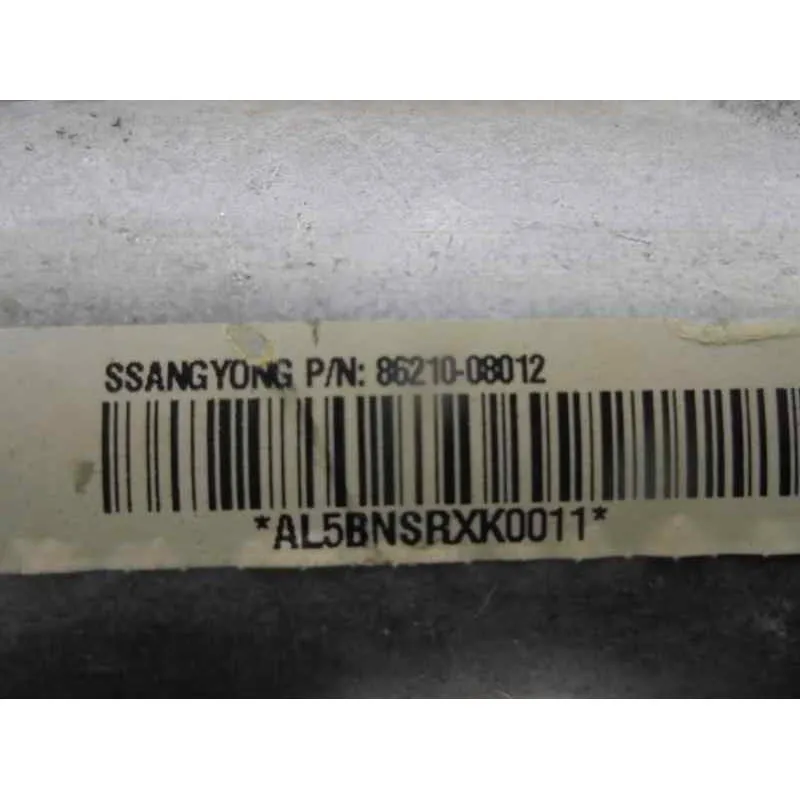 SSANGYONG P/N: 86210-08012
*AL5BNSRXK0011*